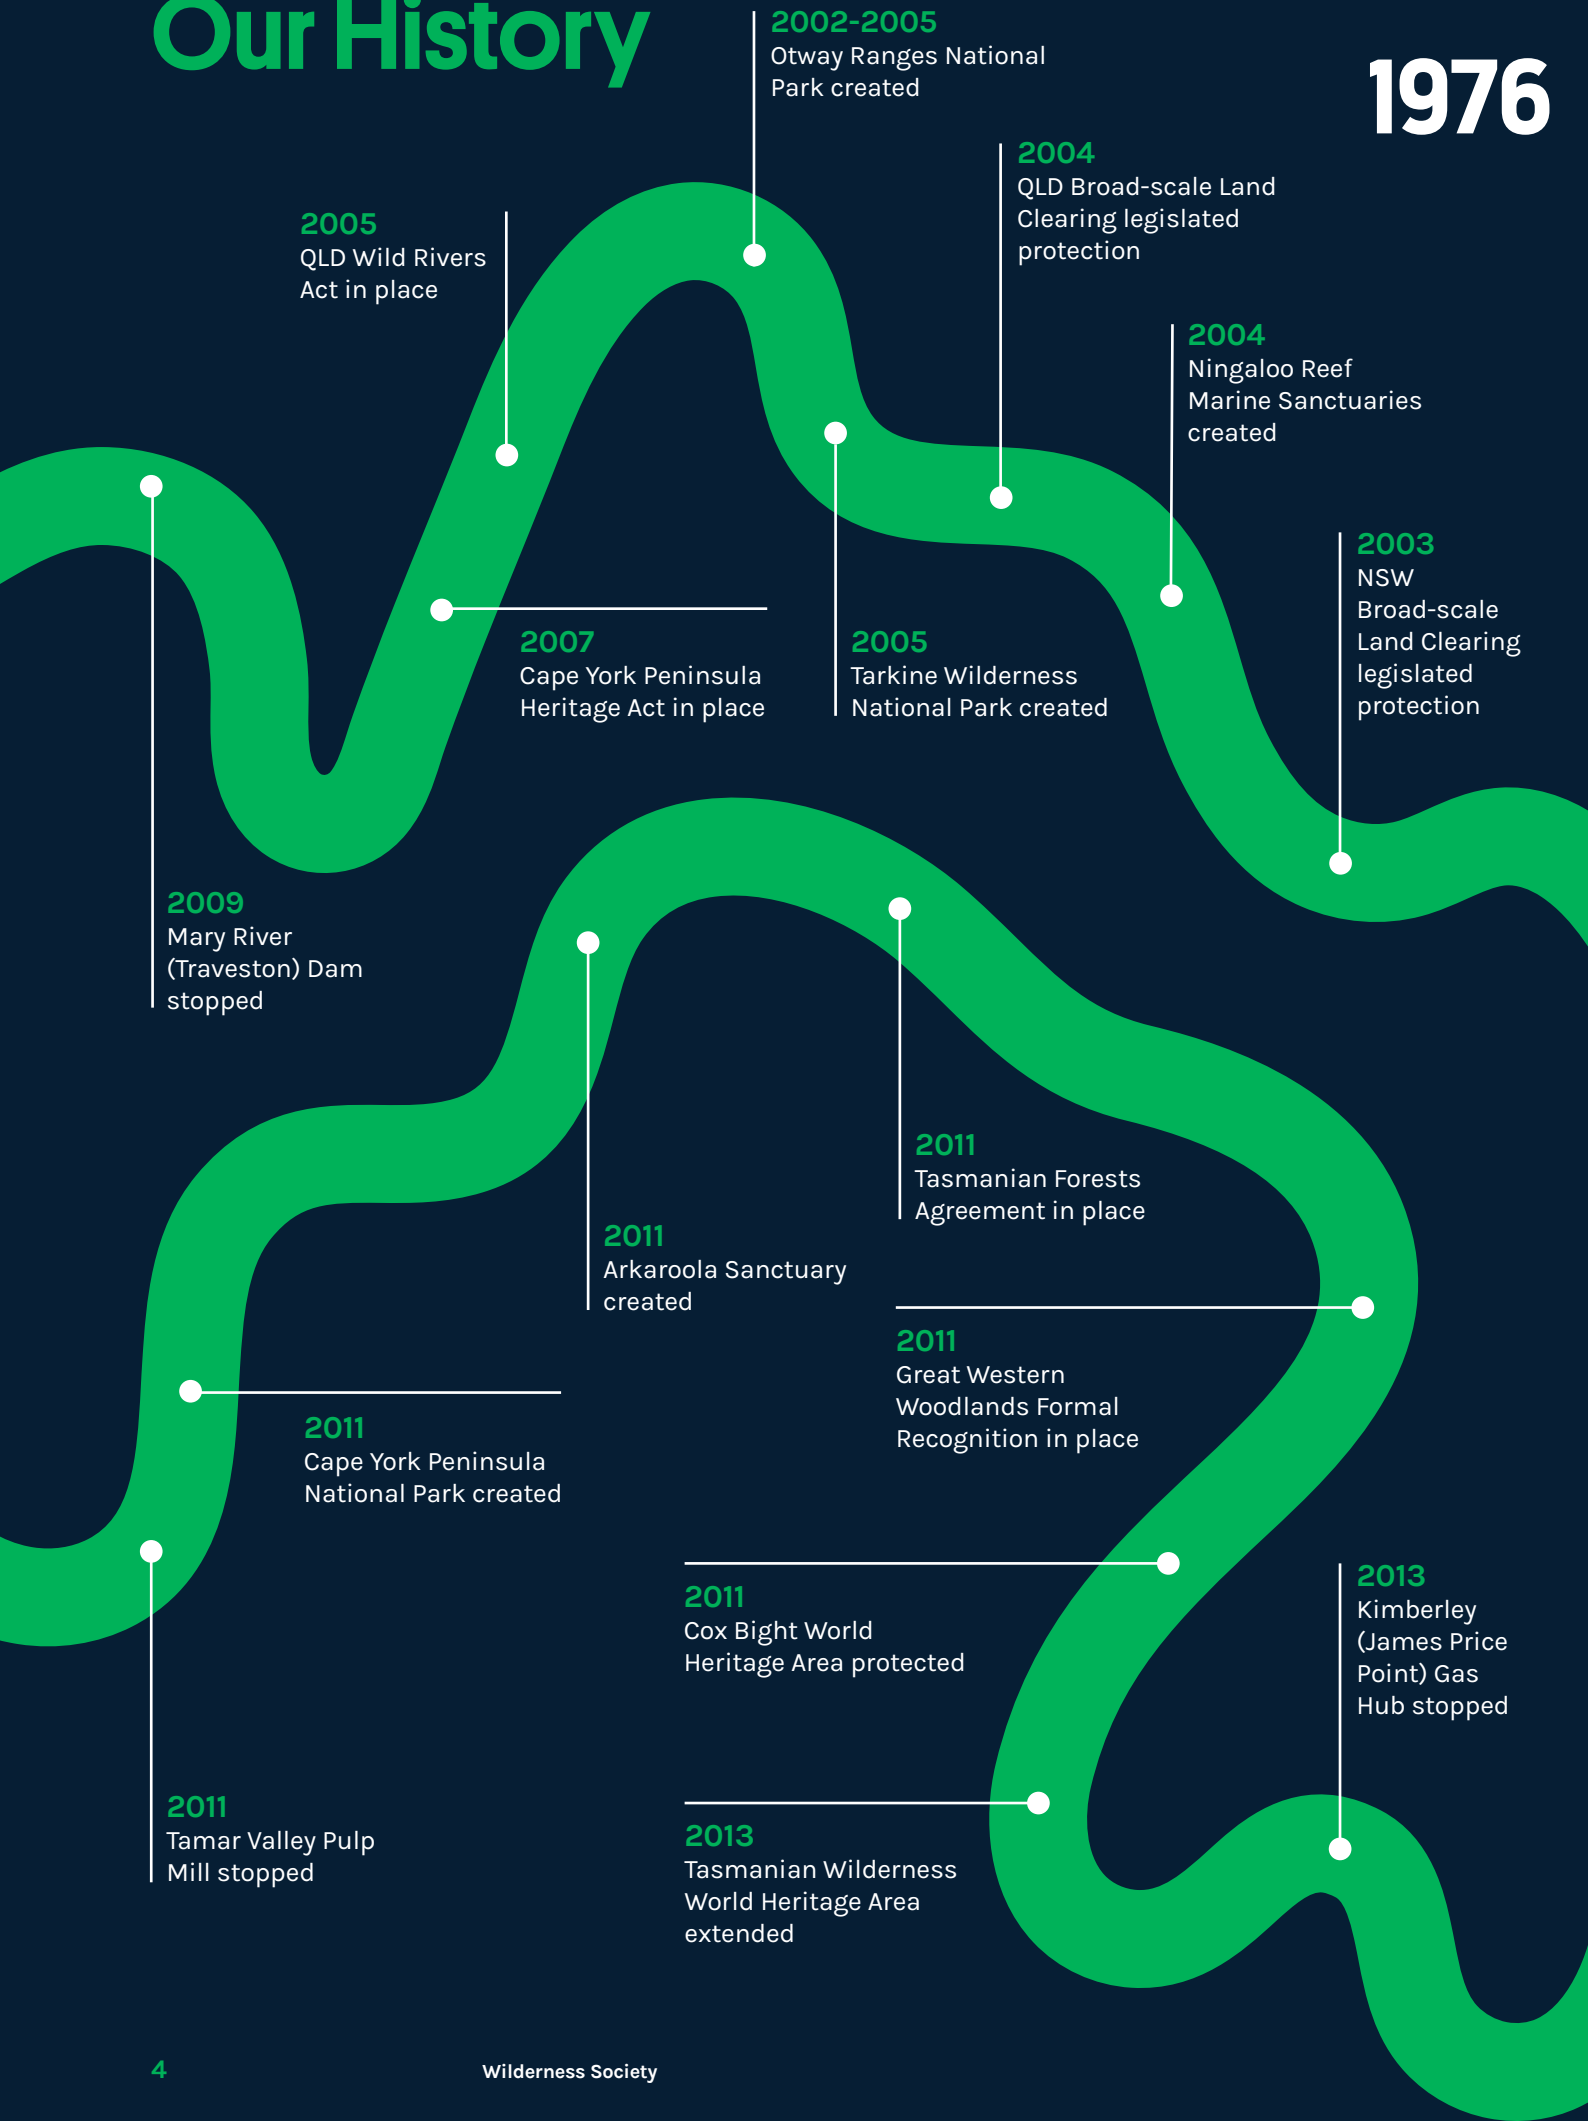 Our History
1976
2002-2005
Otway Ranges National
Park created
2004
QLD Broad-scale Land
Clearing legislated
protection
2005
QLD Wild Rivers
Act in place
2004
Ningaloo Reef
Marine Sanctuaries
created
2003
NSW
Broad-scale
Land Clearing
legislated
protection
2007
Cape York Peninsula
Heritage Act in place
2005
Tarkine Wilderness
National Park created
2009
Mary River
(Traveston) Dam
stopped
2011
Tasmanian Forests
Agreement in place
2011
Arkaroola Sanctuary
created
2011
Great Western
Woodlands Formal
Recognition in place
2011
Cape York Peninsula
National Park created
2011
Cox Bight World
Heritage Area protected
2013
Kimberley
(James Price
Point) Gas
Hub stopped
2011
Tamar Valley Pulp
Mill stopped
2013
Tasmanian Wilderness
World Heritage Area
extended
4
Wilderness Society